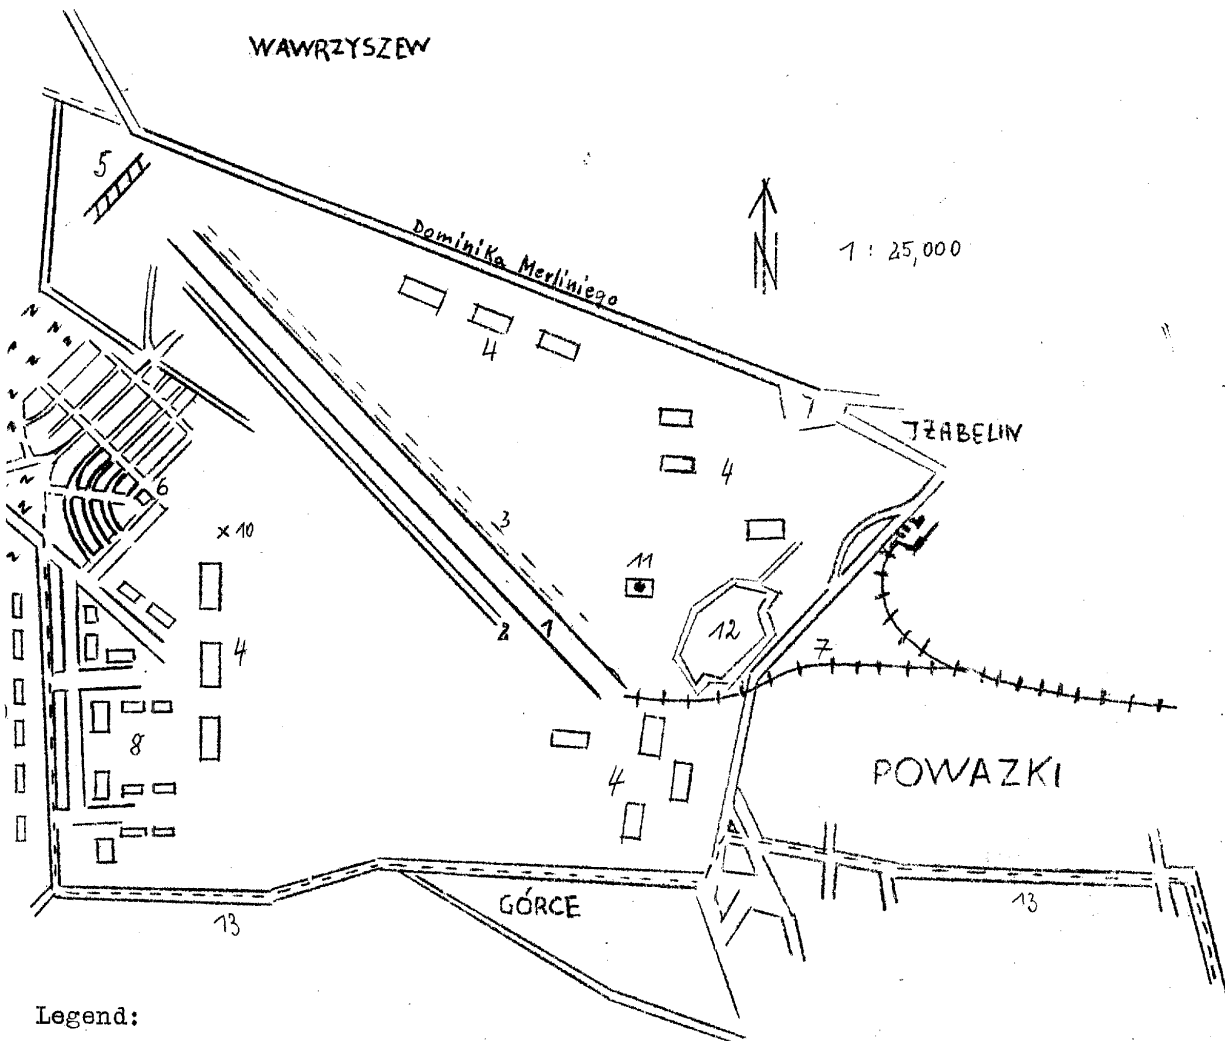 WAWRZYSZEW
5
Dominika Merliniego
N
1 : 25,000
4
IZABELIN
4
6
3
x 10
11
2
1
12
7
4
8
4
POWAZKI
13
GÓRCE
13
Legend: